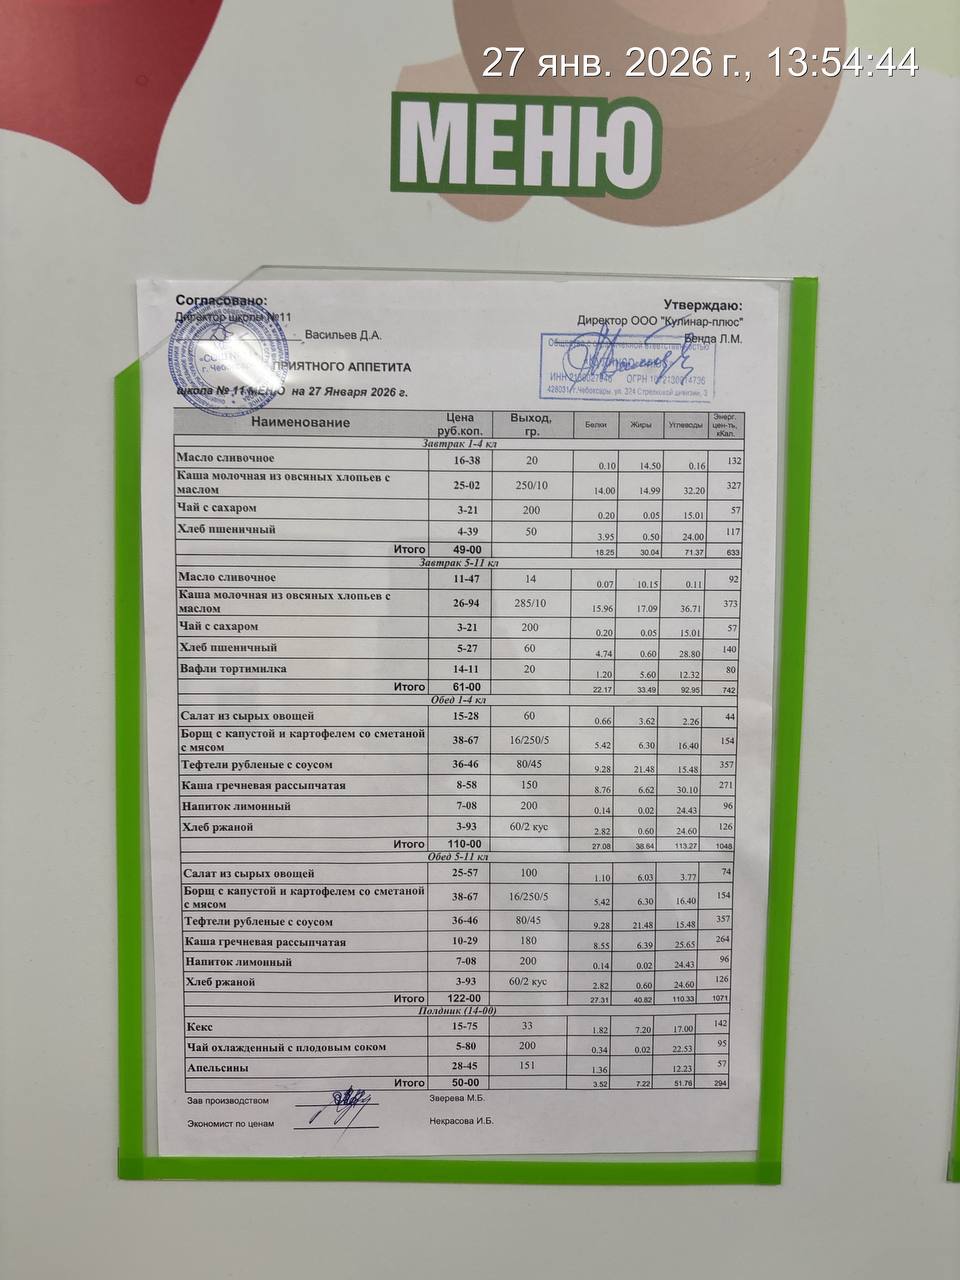 27 янв. 2026 г., 13:54:44
МЕНЮ
Согласовано:
Директор школы №11
Васильев Д.А.
Утверждаю:
Директор ООО "Кулинар-плюс"
Бенда Л.М.
ПРИЯТНОГО АППЕТИТА
школа № 11 МЕНЮ на 27 Января 2026 г.
Наименование Цена руб.коп. Выход, гр. Белки Жиры Углеводы Энерг. цен-ть, кКал.
Завтрак 1-4 кл
Масло сливочное 16-38 20 0.10 14.50 0.16 132
Каша молочная из овсяных хлопьев с маслом 25-02 250/10 14.00 14.99 32.20 327
Чай с сахаром 3-21 200 0.20 0.05 15.01 57
Хлеб пшеничный 4-39 50 3.95 0.50 24.00 117
Итого 49-00 18.25 30.04 71.37 633
Завтрак 5-11 кл
Масло сливочное 11-47 14 0.07 10.15 0.11 92
Каша молочная из овсяных хлопьев с маслом 26-94 285/10 15.96 17.09 36.71 373
Чай с сахаром 3-21 200 0.20 0.05 15.01 57
Хлеб пшеничный 5-27 60 4.74 0.60 28.80 140
Вафли тортимилка 14-11 20 1.20 5.60 12.32 80
Итого 61-00 22.17 33.49 92.95 742
Обед 1-4 кл
Салат из сырых овощей 15-28 60 0.66 3.62 2.26 44
Борщ с капустой и картофелем со сметаной с мясом 38-67 16/250/5 5.42 6.30 16.40 154
Тефтели рубленые с соусом 36-46 80/45 9.28 21.48 15.48 357
Каша гречневая рассыпчатая 8-58 150 8.76 6.62 30.10 271
Напиток лимонный 7-08 200 0.14 0.02 24.43 96
Хлеб ржаной 3-93 60/2 кус 2.82 0.60 24.60 126
Итого 110-00 27.08 38.64 113.27 1048
Обед 5-11 кл
Салат из сырых овощей 25-57 100 1.10 6.03 3.77 74
Борщ с капустой и картофелем со сметаной с мясом 38-67 16/250/5 5.42 6.30 16.40 154
Тефтели рубленые с соусом 36-46 80/45 9.28 21.48 15.48 357
Каша гречневая рассыпчатая 10-29 180 8.55 6.39 25.65 264
Напиток лимонный 7-08 200 0.14 0.02 24.43 96
Хлеб ржаной 3-93 60/2 кус 2.82 0.60 24.60 126
Итого 122-00 27.31 40.82 110.33 1071
Полдник (14-00)
Кекс 15-75 33 1.82 7.20 17.00 142
Чай охлажденный с плодовым соком 5-80 200 0.34 0.02 22.53 95
Апельсины 28-45 151 1.36 12.23 57
Итого 50-00 3.52 7.22 51.76 294
Зав производством Зверева М.Б.
Экономист по ценам Некрасова И.Б.